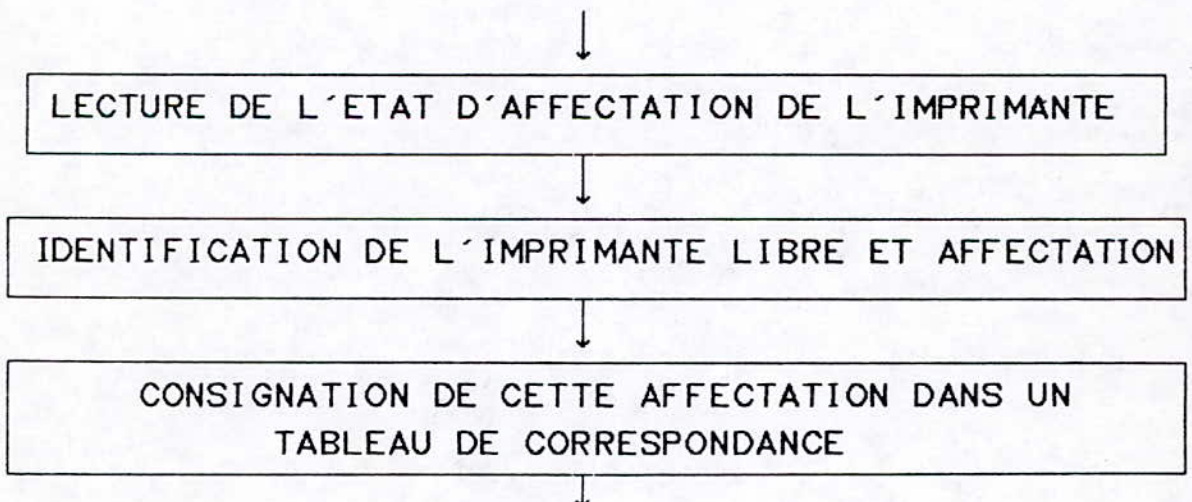 LECTURE DE L´ETAT D´AFFECTATION DE L´IMPRIMANTE
IDENTIFICATION DE L´IMPRIMANTE LIBRE ET AFFECTATION
CONSIGNATION DE CETTE AFFECTATION DANS UN
TABLEAU DE CORRESPONDANCE